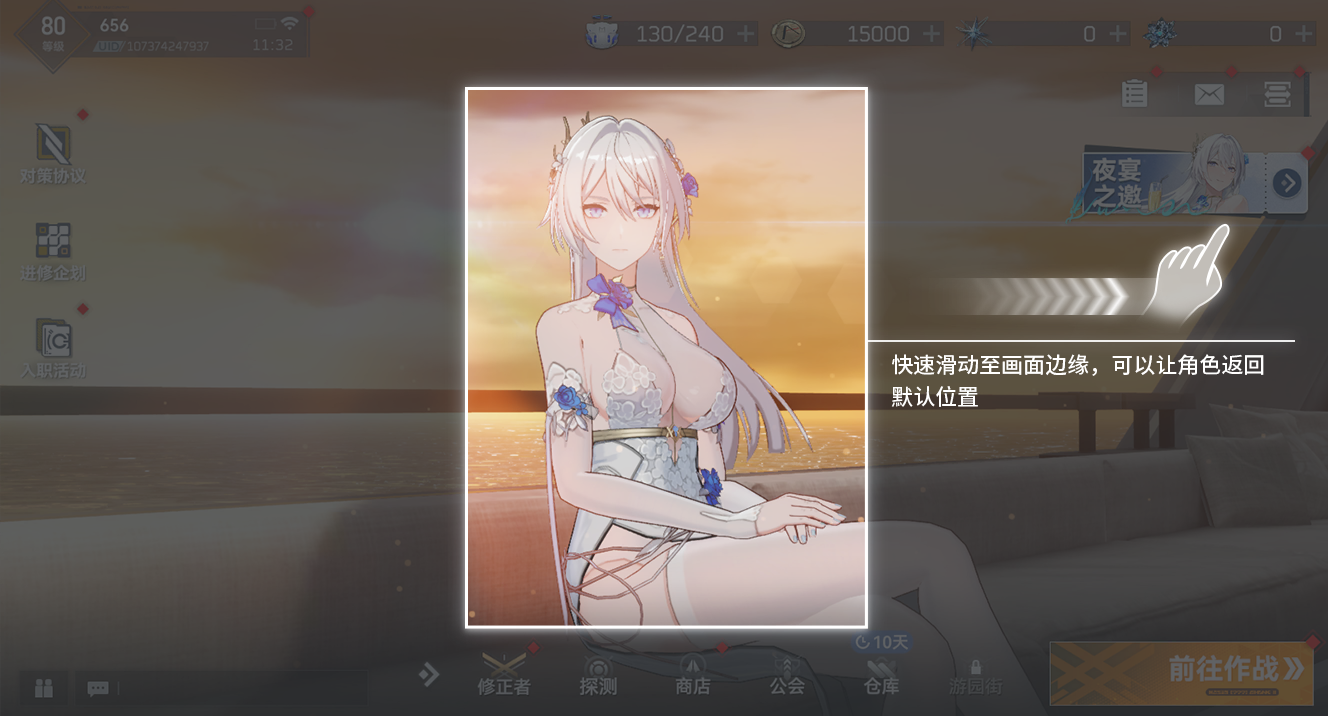 80
等级
656
UID 107374247937
11:32
130/240
15000
0
0
对策协议
进修企划
入职活动
夜宴
之邀
快速滑动至画面边缘，可以让角色返回
默认位置
10天
修正者
探测
商店
公会
仓库
游园街
前往作战